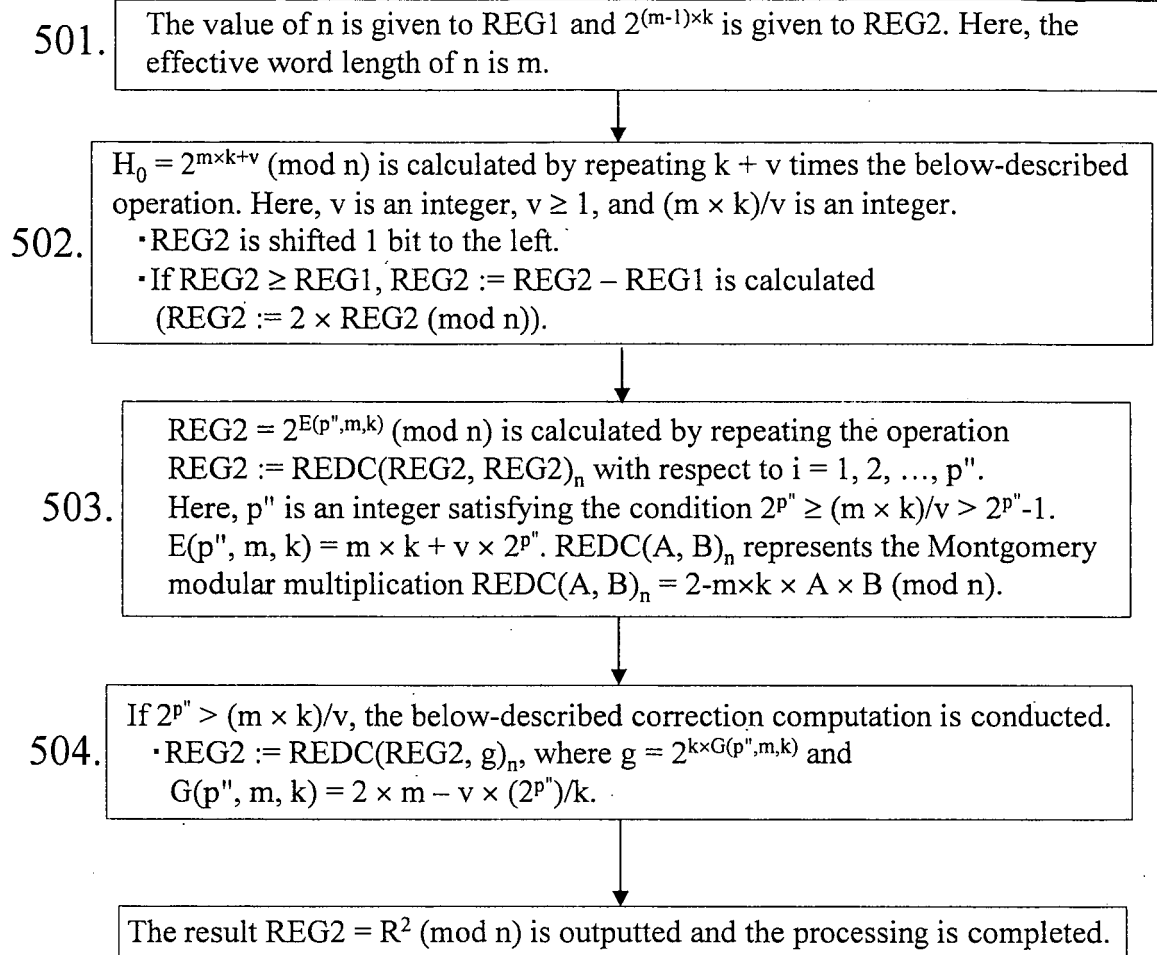 501.
The value of n is given to REG1 and 2^(m-1)×k is given to REG2. Here, the
effective word length of n is m.
502.
H₀ = 2^m×k+v (mod n) is calculated by repeating k + v times the below-described
operation. Here, v is an integer, v ≥ 1, and (m × k)/v is an integer.
・REG2 is shifted 1 bit to the left.
・If REG2 ≥ REG1, REG2 := REG2 – REG1 is calculated
(REG2 := 2 × REG2 (mod n)).
503.
REG2 = 2^E(p",m,k) (mod n) is calculated by repeating the operation
REG2 := REDC(REG2, REG2)ₙ with respect to i = 1, 2, …, p".
Here, p" is an integer satisfying the condition 2^p" ≥ (m × k)/v > 2^p"-1.
E(p", m, k) = m × k + v × 2^p". REDC(A, B)ₙ represents the Montgomery
modular multiplication REDC(A, B)ₙ = 2-m×k × A × B (mod n).
504.
If 2^p" > (m × k)/v, the below-described correction computation is conducted.
・REG2 := REDC(REG2, g)ₙ, where g = 2^k×G(p",m,k) and
G(p", m, k) = 2 × m – v × (2^p")/k.
The result REG2 = R² (mod n) is outputted and the processing is completed.